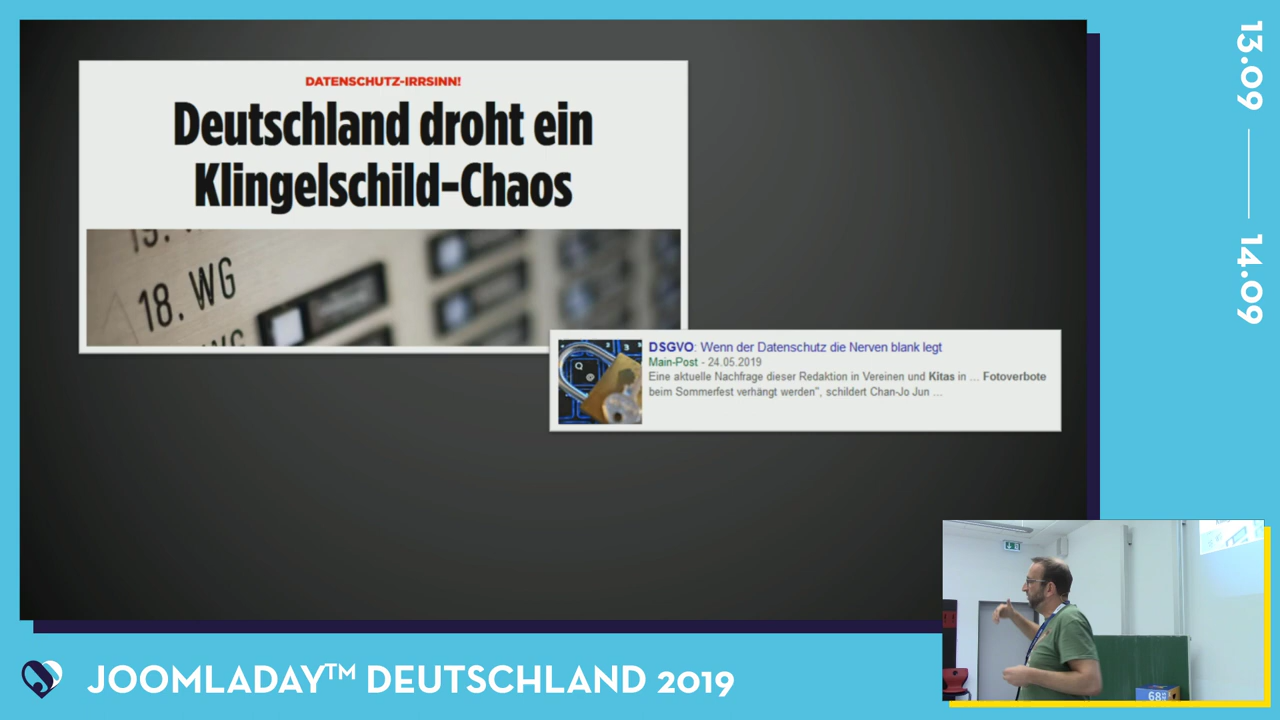 DATENSCHUTZ-IRRSINN!
Deutschland droht ein
Klingelschild-Chaos
18. WG
DSGVO: Wenn der Datenschutz die Nerven blank legt
Main-Post - 24.05.2019
Eine aktuelle Nachfrage dieser Redaktion in Vereinen und Kitas in ... Fotoverbote
beim Sommerfest verhängt werden", schildert Chan-Jo Jun ...
13.09
14.09
68
JOOMLADAY™ DEUTSCHLAND 2019